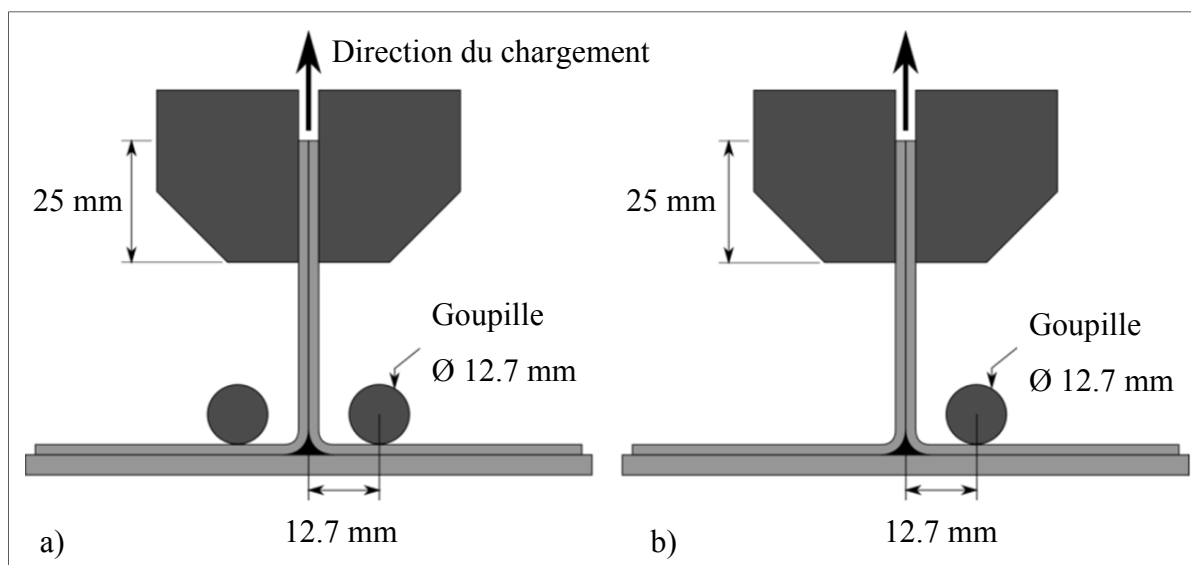 Direction du chargement
25 mm
Goupille
Ø 12.7 mm
12.7 mm
a)
25 mm
Goupille
Ø 12.7 mm
12.7 mm
b)